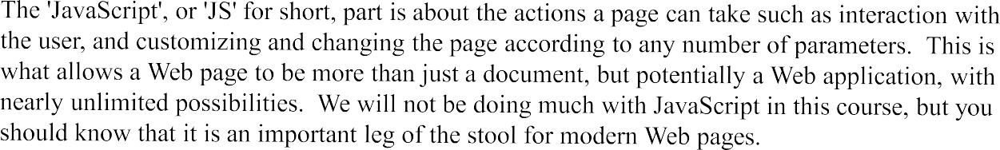 The 'JavaScript', or 'JS' for short, part is about the actions a page can take such as interaction with
the user, and customizing and changing the page according to any number of parameters.  This is
what allows a Web page to be more than just a document, but potentially a Web application, with
nearly unlimited possibilities.  We will not be doing much with JavaScript in this course, but you
should know that it is an important leg of the stool for modern Web pages.